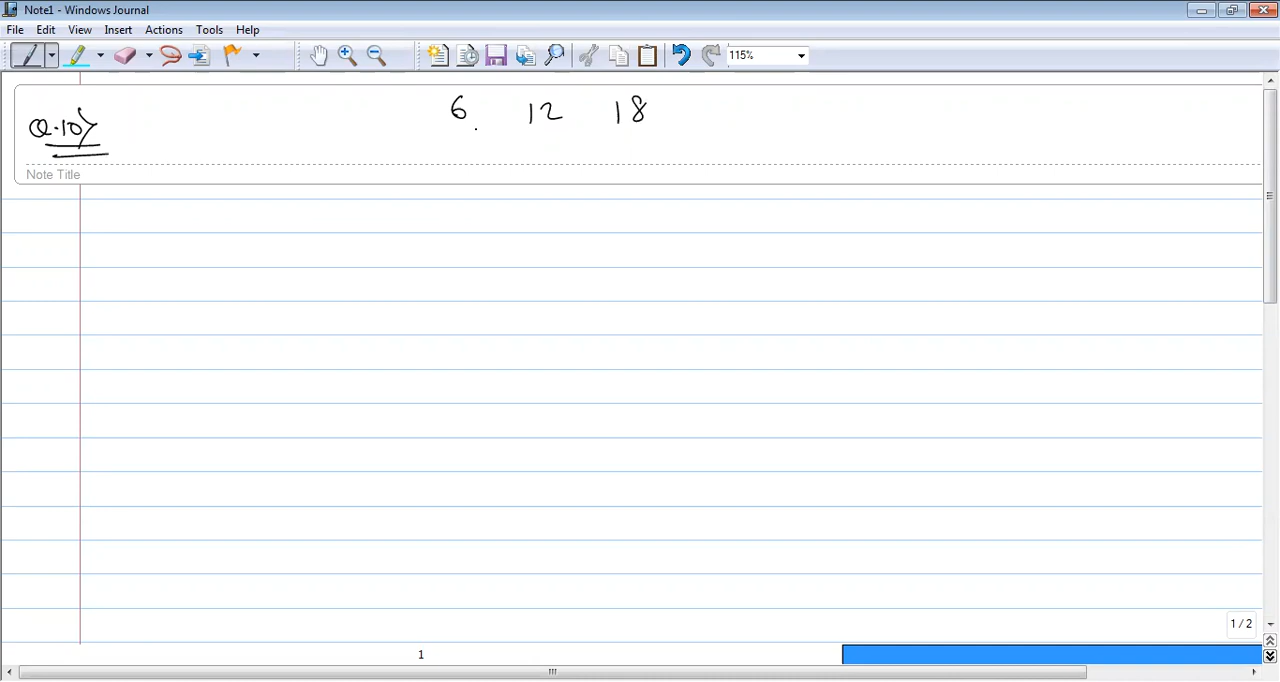 Note1 - Windows Journal
File Edit View Insert Actions Tools Help
115%
6. 12 18
Q.10)
Note Title
1 / 2
1